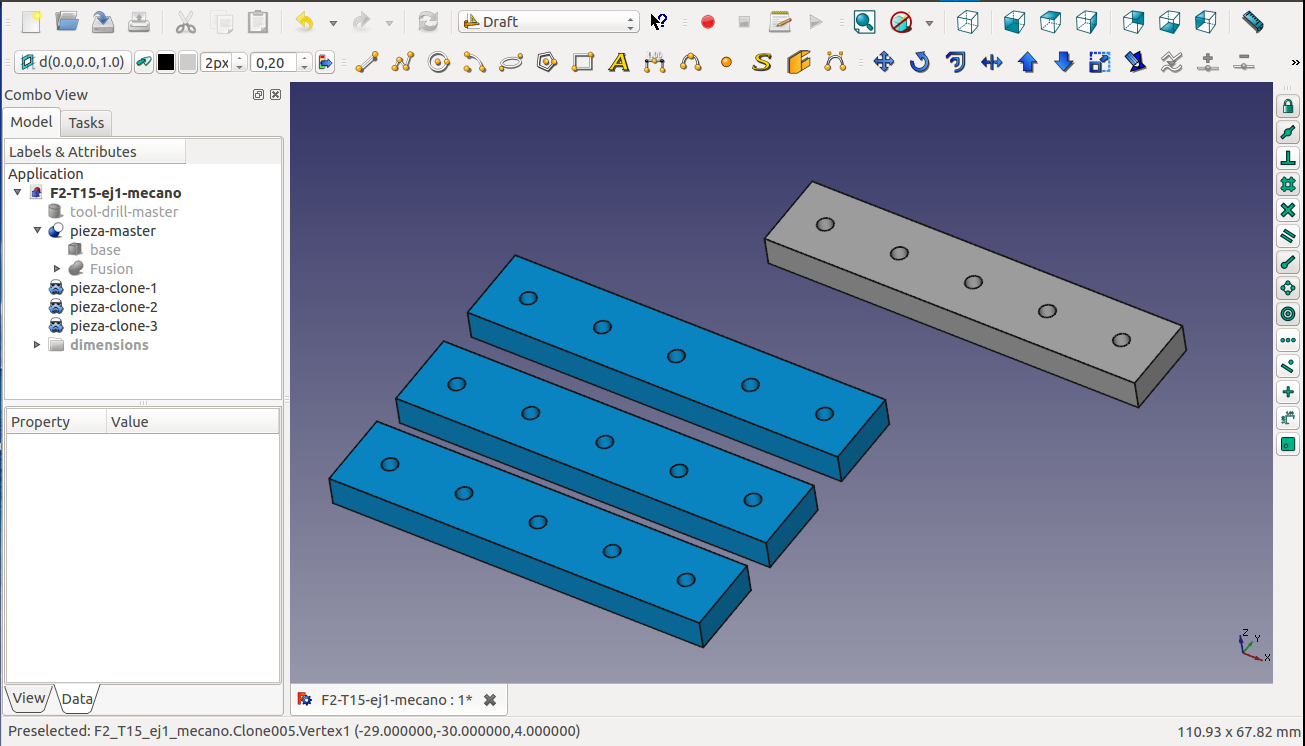 Draft
d(0.0,0.0,1.0)
2px
0,20
A
S
»
Combo View
Model
Tasks
Labels & Attributes
Application
F2-T15-ej1-mecano
tool-drill-master
pieza-master
base
Fusion
pieza-clone-1
pieza-clone-2
pieza-clone-3
dimensions
Property
Value
View
Data
Z
Y
X
F2-T15-ej1-mecano : 1*
Preselected: F2_T15_ej1_mecano.Clone005.Vertex1 (-29.000000,-30.000000,4.000000)
110.93 x 67.82 mm